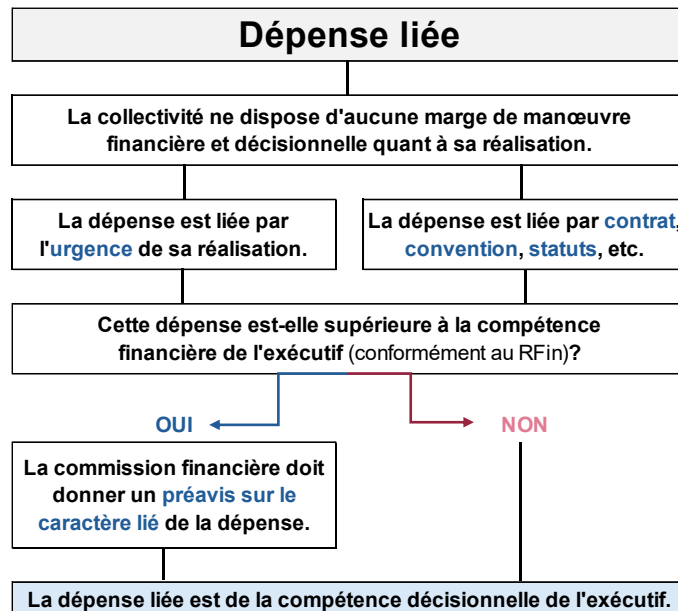 Dépense liée
La collectivité ne dispose d'aucune marge de manœuvre
financière et décisionnelle quant à sa réalisation.
La dépense est liée par
l'urgence de sa réalisation.
La dépense est liée par contrat,
convention, statuts, etc.
Cette dépense est-elle supérieure à la compétence
financière de l'exécutif (conformément au RFin)?
OUI
NON
La commission financière doit
donner un préavis sur le
caractère lié de la dépense.
La dépense liée est de la compétence décisionnelle de l'exécutif.